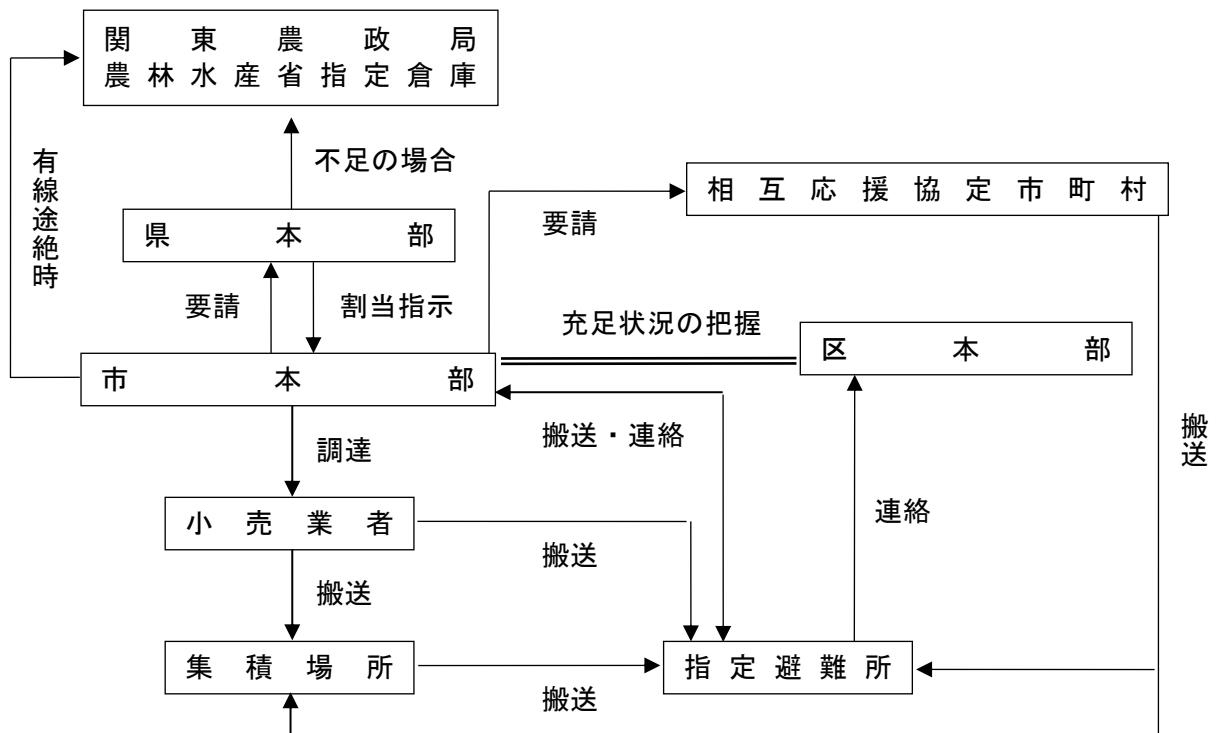 関東農政局
農林水産省指定倉庫
不足の場合
有線途絶時
相互応援協定市町村
要請
県本部
要請
割当指示
充足状況の把握
区本部
市本部
搬送・連絡
搬送
調達
連絡
小売業者
搬送
搬送
集積場所
指定避難所
搬送